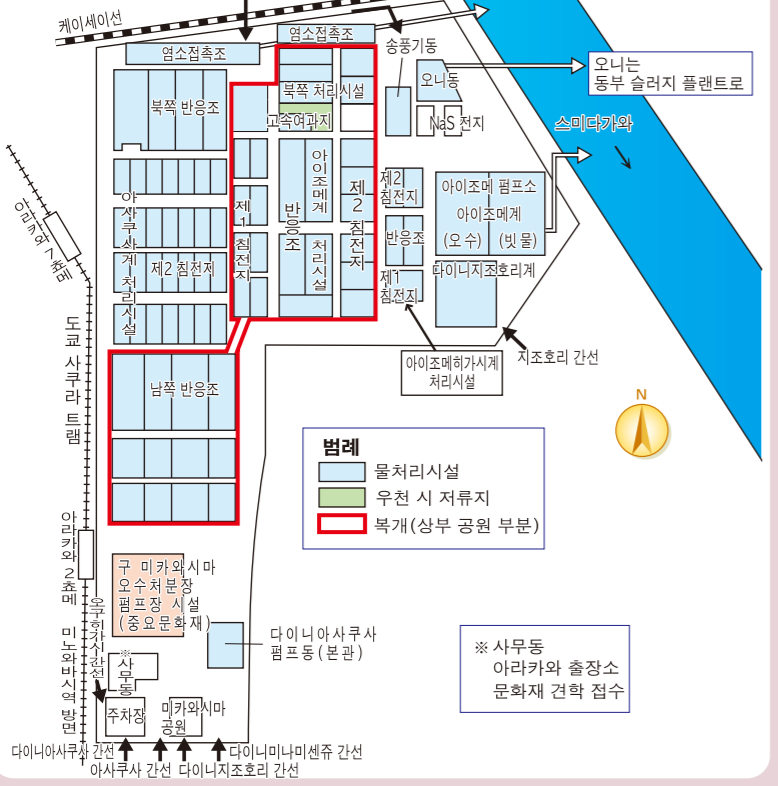 케이세이선
염소접촉조
염소접촉조
송풍기동
오니동
오니는
동부 슬러지 플랜트로
북쪽 반응조
북쪽 처리시설
고속여과지
NaS 전지
스미다가와
아라카와 7쵸메
아사쿠사계 처리시설
제2 침전지
제1 침전지
반응조
아이조메계 처리시설
제2 침전지
제2
침전지
반응조
제1
침전지
아이조메 펌프소
아이조메계
(오수) (빗물)
다이니지조호리계
아이조메히가시계
처리시설
지조호리 간선
도쿄 사쿠라 트램
남쪽 반응조
N
범례
물처리시설
우천 시 저류지
복개(상부 공원 부분)
아라카와 2쵸메
미노와바시역 방면
구 미카와시마
오수처분장
펌프장 시설
(중요문화재)
다이니아사쿠사
펌프동(본관)
오구히가시간선
※
사무동
주차장
미카와시마
공원
※ 사무동
아라카와 출장소
문화재 견학 접수
다이니아사쿠사 간선
다이니미나미센쥬 간선
아사쿠사 간선
다이니지조호리 간선